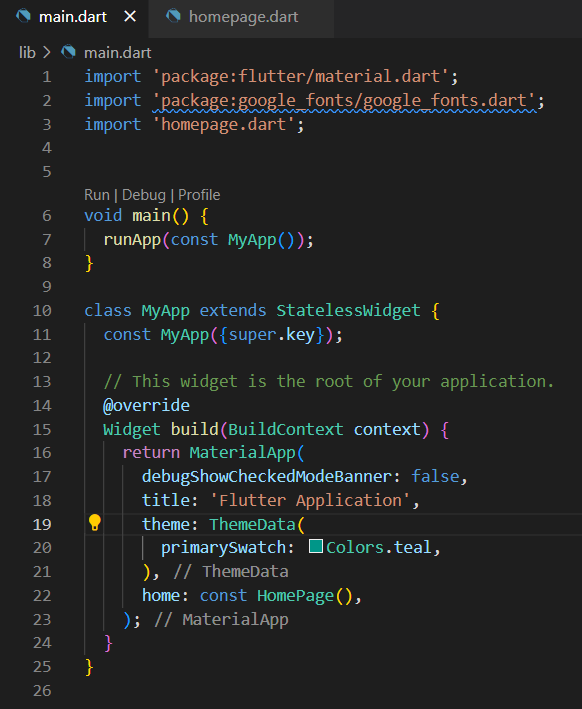 main.dart × homepage.dart
lib > main.dart
1 import 'package:flutter/material.dart';
2 import 'package:google_fonts/google_fonts.dart';
3 import 'homepage.dart';
4
5
Run | Debug | Profile
6 void main() {
7   runApp(const MyApp());
8 }
9
10 class MyApp extends StatelessWidget {
11   const MyApp({super.key});
12
13   // This widget is the root of your application.
14   @override
15   Widget build(BuildContext context) {
16     return MaterialApp(
17       debugShowCheckedModeBanner: false,
18       title: 'Flutter Application',
19       theme: ThemeData(
20         primarySwatch: Colors.teal,
21       ), // ThemeData
22       home: const HomePage(),
23     ); // MaterialApp
24   }
25 }
26